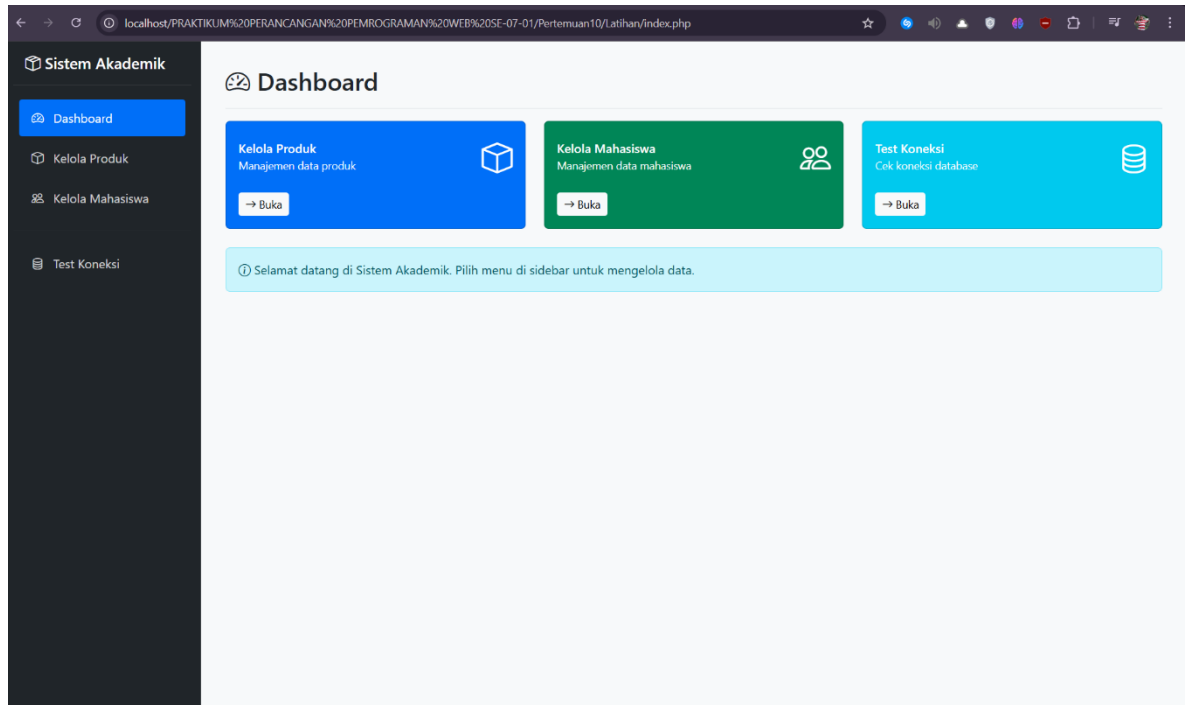 localhost/PRAKTIKUM%20PERANCANGAN%20PEMROGRAMAN%20WEB%20SE-07-01/Pertemuan10/Latihan/index.php
Sistem Akademik
Dashboard
Kelola Produk
Kelola Mahasiswa
Test Koneksi
Dashboard
Kelola Produk
Manajemen data produk
→ Buka
Kelola Mahasiswa
Manajemen data mahasiswa
→ Buka
Test Koneksi
Cek koneksi database
→ Buka
Selamat datang di Sistem Akademik. Pilih menu di sidebar untuk mengelola data.